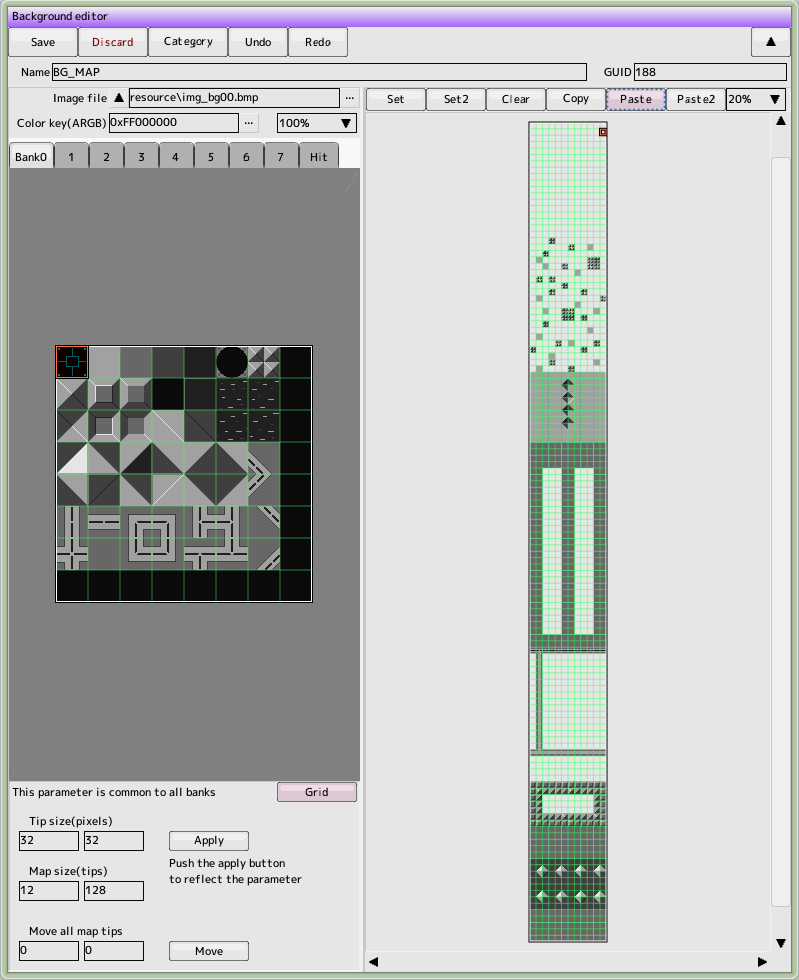 Background editor
Save Discard Category Undo Redo ▲
Name BG_MAP GUID 188
Image file ▲ resource\img_bg00.bmp ...
Color key(ARGB) 0xFF000000 ... 100% ▼
Set Set2 Clear Copy Paste Paste2 20% ▼
Bank0 1 2 3 4 5 6 7 Hit
This parameter is common to all banks Grid
Tip size(pixels)
32 32 Apply
Push the apply button
to reflect the parameter
Map size(tips)
12 128
Move all map tips
0 0 Move